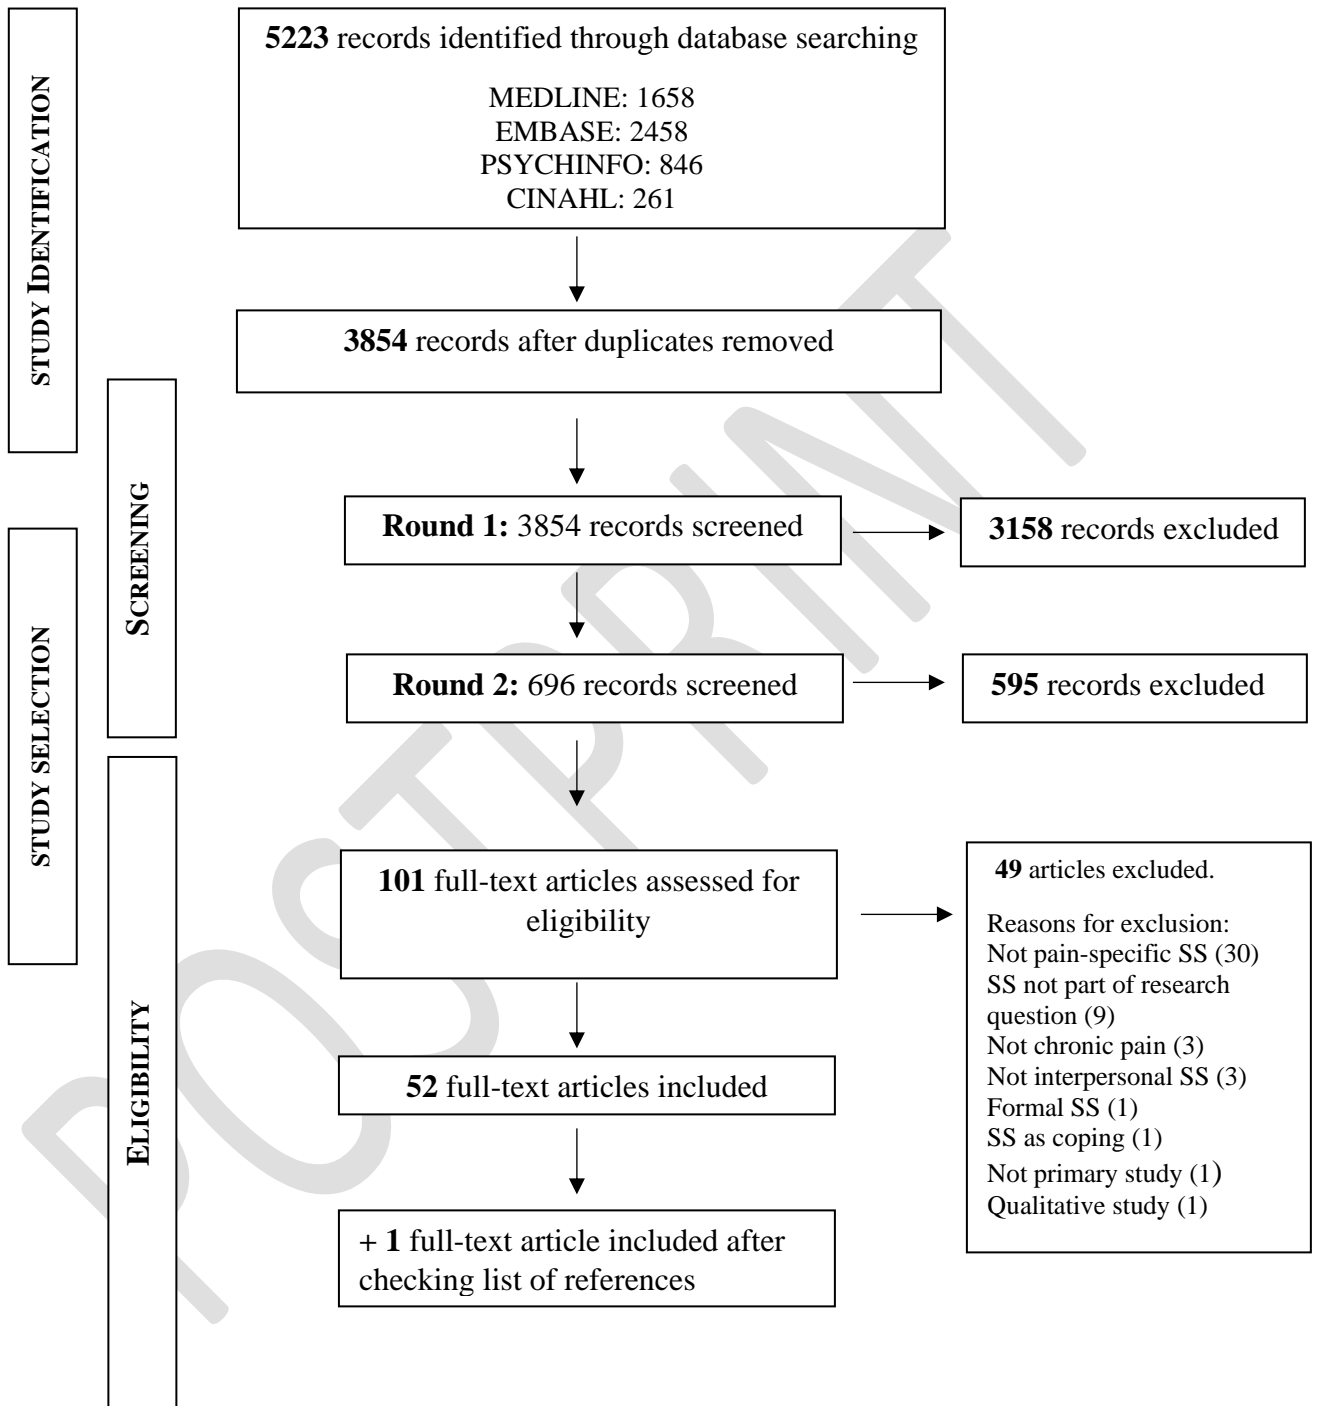 5223 records identified through database searching
MEDLINE: 1658
EMBASE: 2458
PSYCHINFO: 846
CINAHL: 261
STUDY IDENTIFICATION
3854 records after duplicates removed
SCREENING
Round 1: 3854 records screened
3158 records excluded
STUDY SELECTION
Round 2: 696 records screened
595 records excluded
ELIGIBILITY
101 full-text articles assessed for
eligibility
49 articles excluded.
Reasons for exclusion:
Not pain-specific SS (30)
SS not part of research
question (9)
Not chronic pain (3)
Not interpersonal SS (3)
Formal SS (1)
SS as coping (1)
Not primary study (1)
Qualitative study (1)
52 full-text articles included
+ 1 full-text article included after
checking list of references
POSTPRINT